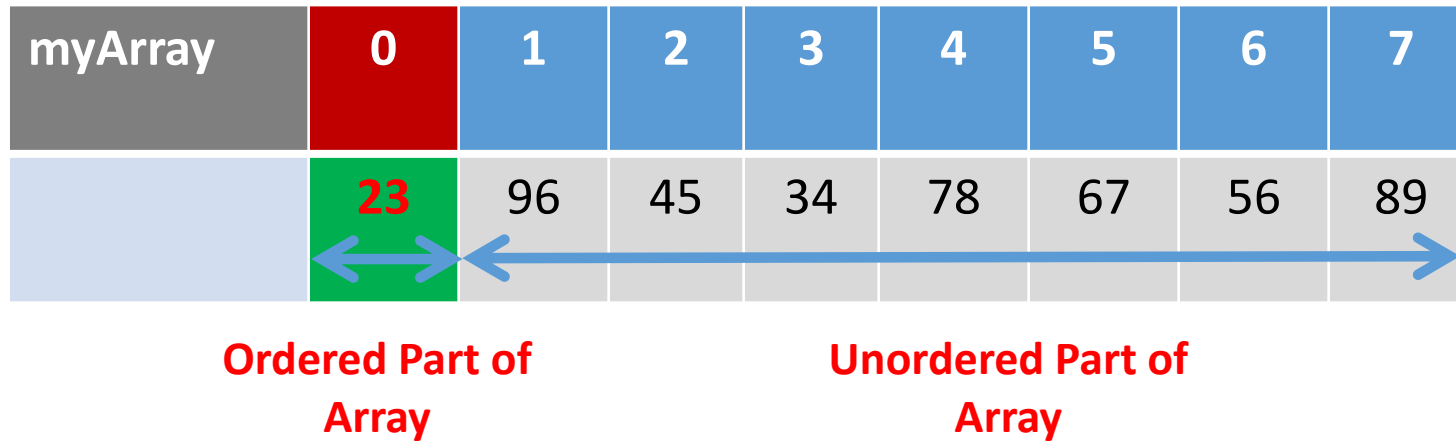 myArray 0 1 2 3 4 5 6 7
23 96 45 34 78 67 56 89
Ordered Part of Array
Unordered Part of Array